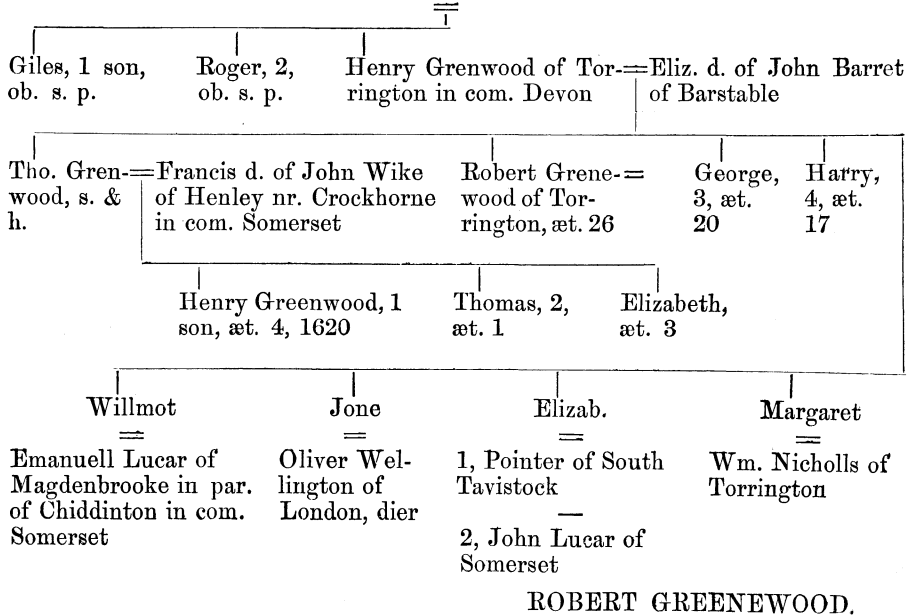 Giles, 1 son,
ob. s. p.
Roger, 2,
ob. s. p.
Henry Grenwood of Tor-
rington in com. Devon
=Eliz. d. of John Barret
of Barstable
Tho. Gren-
wood, s. &
h.
=Francis d. of John Wike
of Henley nr. Crockhorne
in com. Somerset
Robert Grene-=
wood of Tor-
rington, æt. 26
George,
3, æt.
20
Harry,
4, æt.
17
Henry Greenwood, 1
son, æt. 4, 1620
Thomas, 2,
æt. 1
Elizabeth,
æt. 3
Willmot
=
Emanuell Lucar of
Magdenbrooke in par.
of Chiddinton in com.
Somerset
Jone
=
Oliver Wel-
lington of
London, dier
Elizab.
=
1, Pointer of South
Tavistock
—
2, John Lucar of
Somerset
Margaret
=
Wm. Nicholls of
Torrington
ROBERT GREENEWOOD.